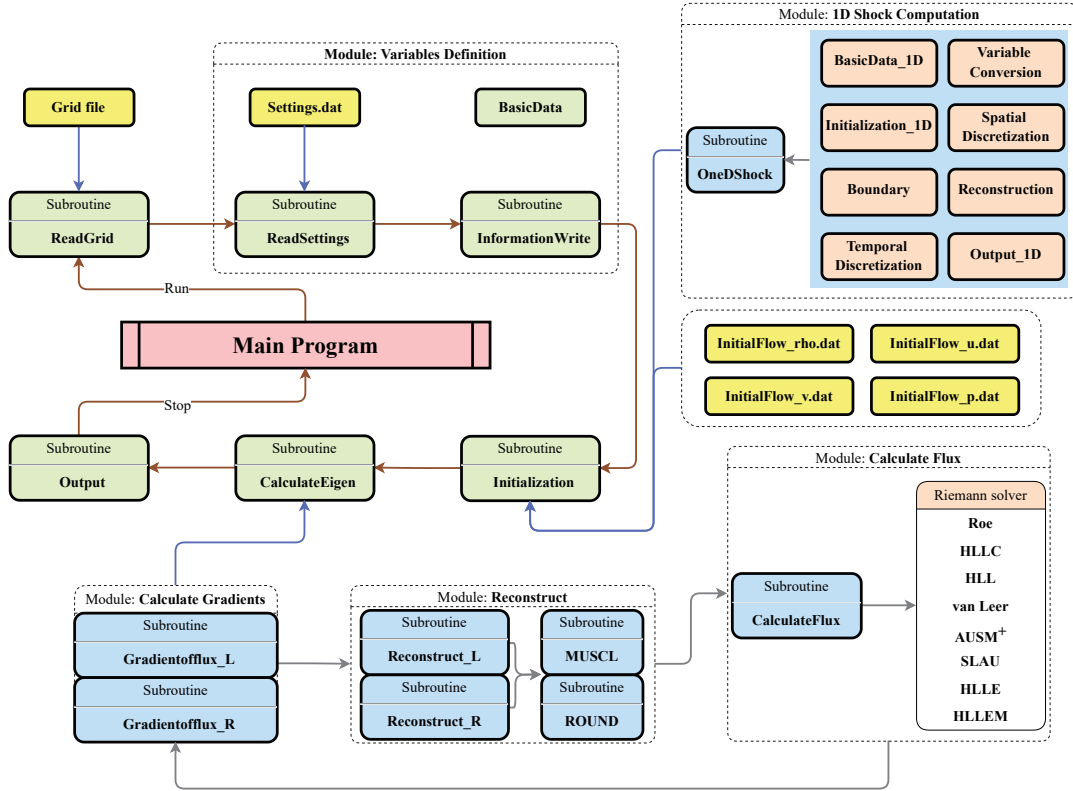 Module: Variables Definition
Grid file
Settings.dat
BasicData
Subroutine
ReadGrid
Subroutine
ReadSettings
Subroutine
InformationWrite
Run
Main Program
Stop
Subroutine
Output
Subroutine
CalculateEigen
Subroutine
Initialization
Module: 1D Shock Computation
Subroutine
OneDShock
BasicData_1D
Variable
Conversion
Initialization_1D
Spatial
Discretization
Boundary
Reconstruction
Temporal
Discretization
Output_1D
InitialFlow_rho.dat
InitialFlow_u.dat
InitialFlow_v.dat
InitialFlow_p.dat
Module: Calculate Gradients
Subroutine
Gradientofflux_L
Subroutine
Gradientofflux_R
Module: Reconstruct
Subroutine
Reconstruct_L
Subroutine
Reconstruct_R
Subroutine
MUSCL
Subroutine
ROUND
Module: Calculate Flux
Subroutine
CalculateFlux
Riemann solver
Roe
HLLC
HLL
van Leer
AUSM⁺
SLAU
HLLE
HLLEM